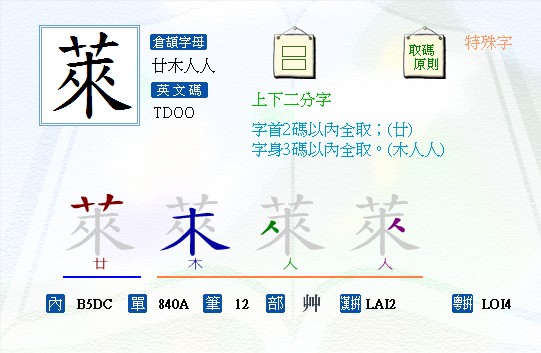 萊
倉頡字母
廿木人人
英文碼
TDOO
上下二分字
字首2碼以內全取；(廿)
字身3碼以內全取。(木人人)
取碼
原則
特殊字
萊 萊 萊 萊
廿 木 人 人
內 B5DC 單 840A 筆 12 部 艸 漢拼 LAI2 粵拼 LOI4